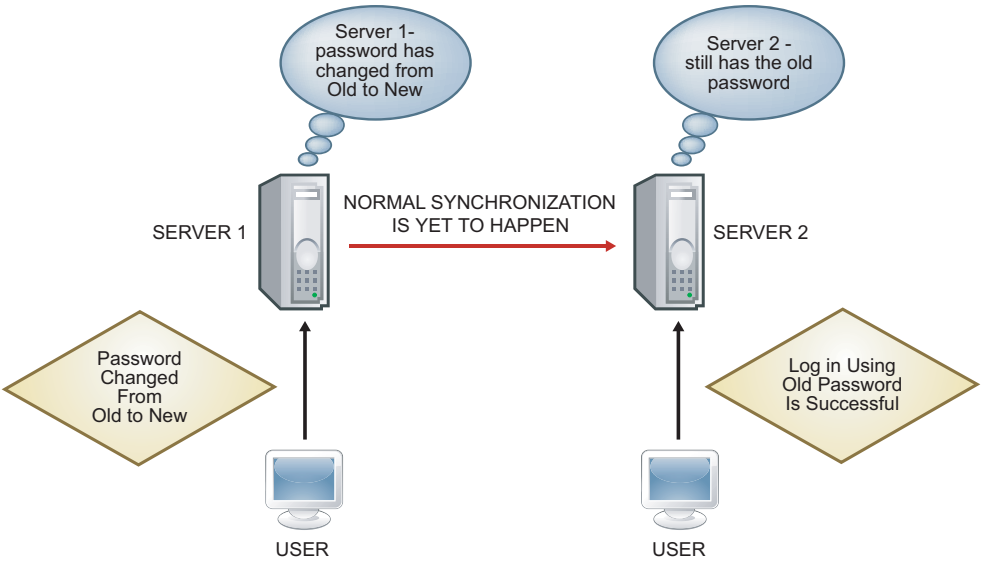 Server 1-
password has
changed from
Old to New
Server 2 -
still has the old
password
NORMAL SYNCHRONIZATION
IS YET TO HAPPEN
SERVER 1
SERVER 2
Password
Changed
From
Old to New
Log in Using
Old Password
Is Successful
USER
USER